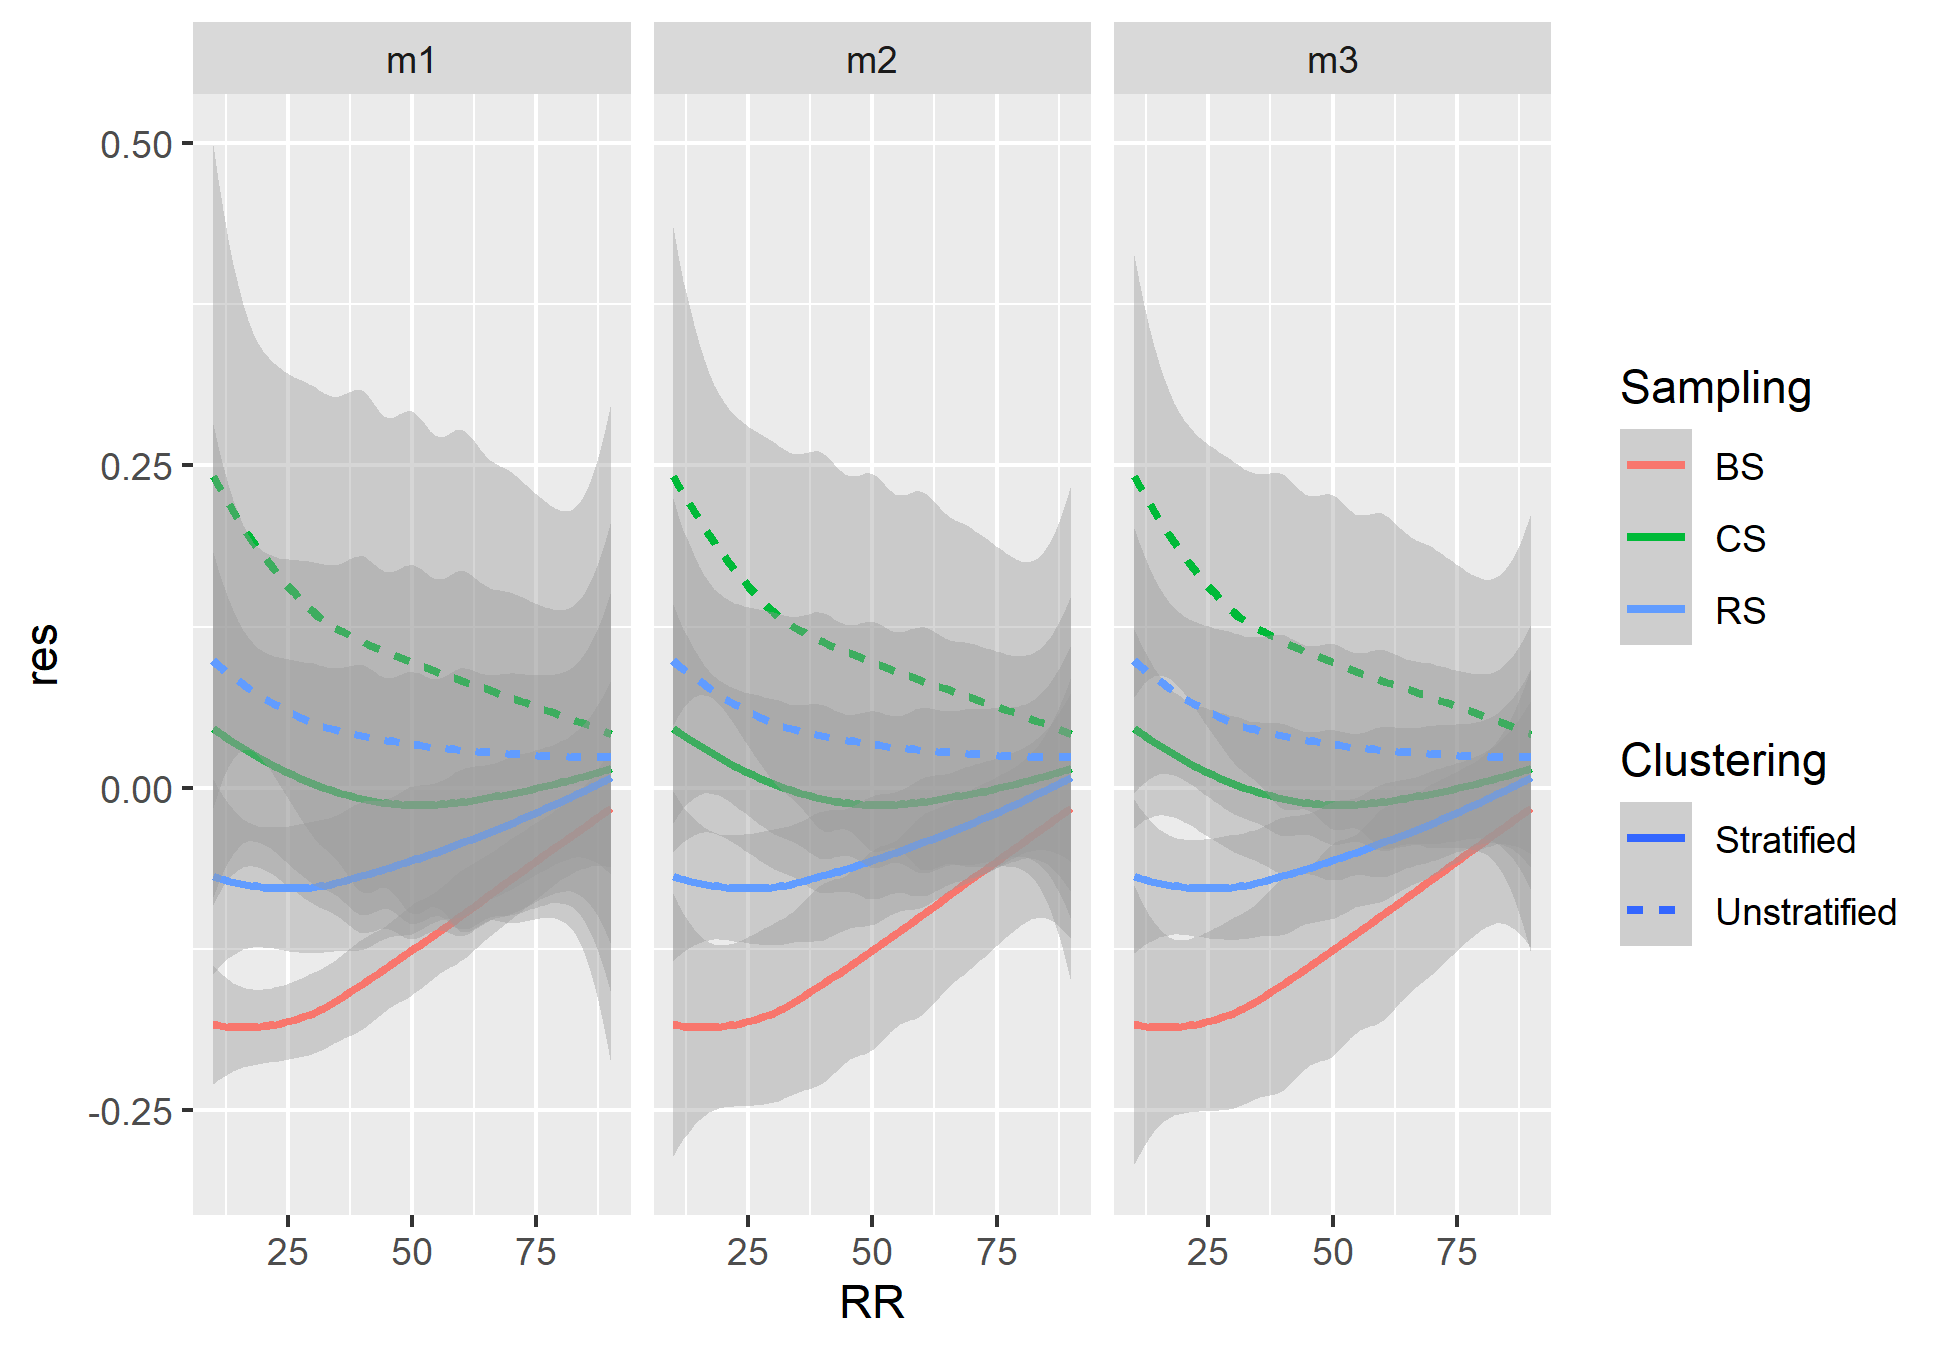 m1 m2 m3
0.50
0.25
0.00
-0.25
res
25 50 75 25 50 75 25 50 75
RR
Sampling
BS
CS
RS
Clustering
Stratified
Unstratified